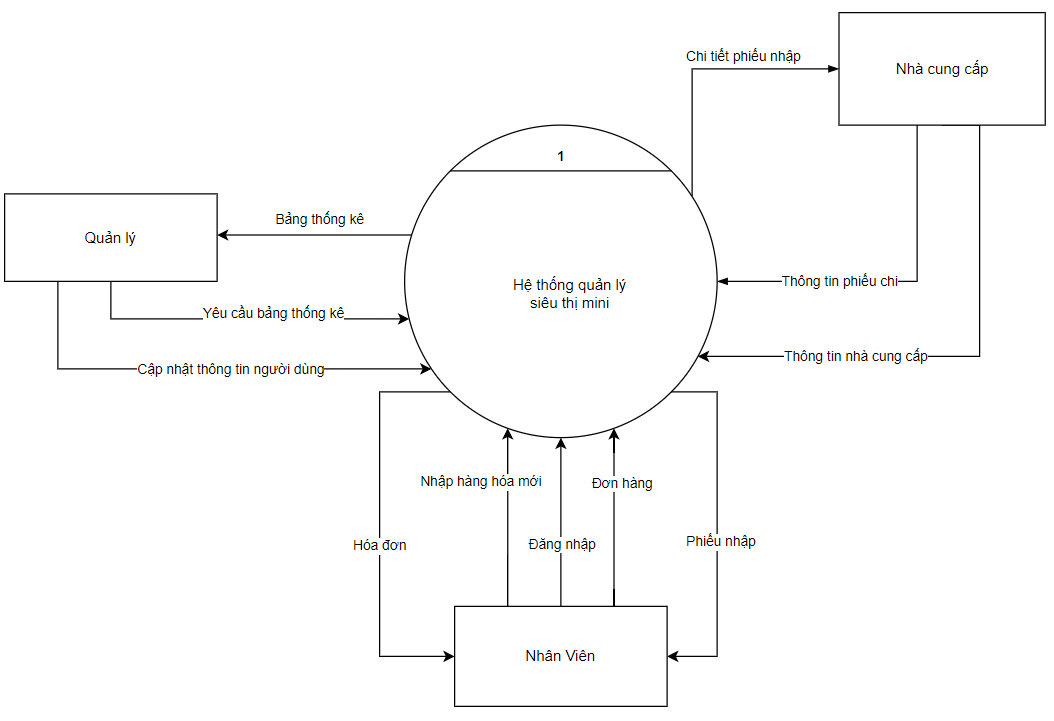 Chi tiết phiếu nhập
Nhà cung cấp
1
Bảng thống kê
Quản lý
Hệ thống quản lý
siêu thị mini
Thông tin phiếu chi
Yêu cầu bảng thống kê
Thông tin nhà cung cấp
Cập nhật thông tin người dùng
Nhập hàng hóa mới
Đơn hàng
Hóa đơn
Đăng nhập
Phiếu nhập
Nhân Viên